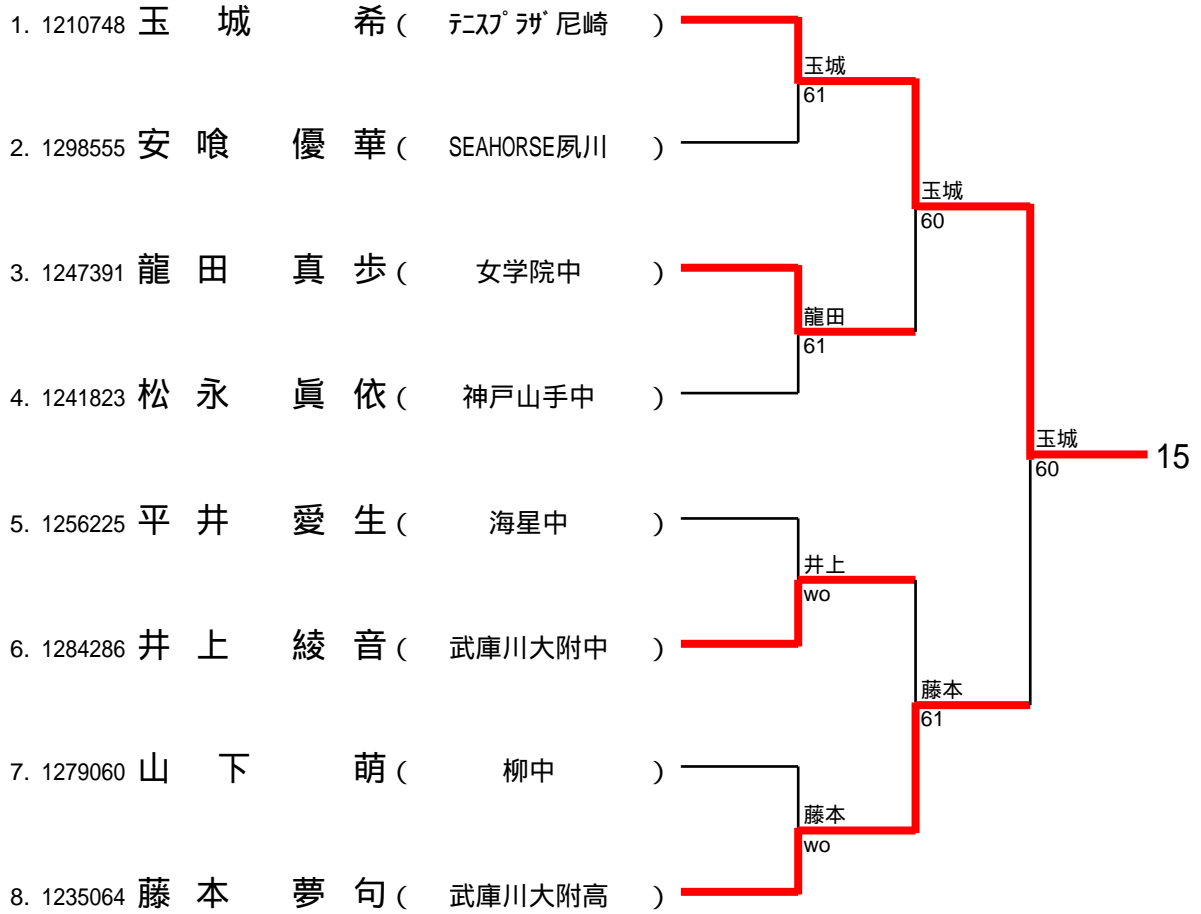 1. 1210748 玉 城 希 ( テニスプラザ尼崎 )
玉城
61
2. 1298555 安 喰 優 華 ( SEAHORSE夙川 )
玉城
60
3. 1247391 龍 田 真 歩 ( 女学院中 )
龍田
61
4. 1241823 松 永 眞 依 ( 神戸山手中 )
玉城
60
15
5. 1256225 平 井 愛 生 ( 海星中 )
井上
wo
6. 1284286 井 上 綾 音 ( 武庫川大附中 )
藤本
61
7. 1279060 山 下 萌 ( 柳中 )
藤本
wo
8. 1235064 藤 本 夢 句 ( 武庫川大附高 )